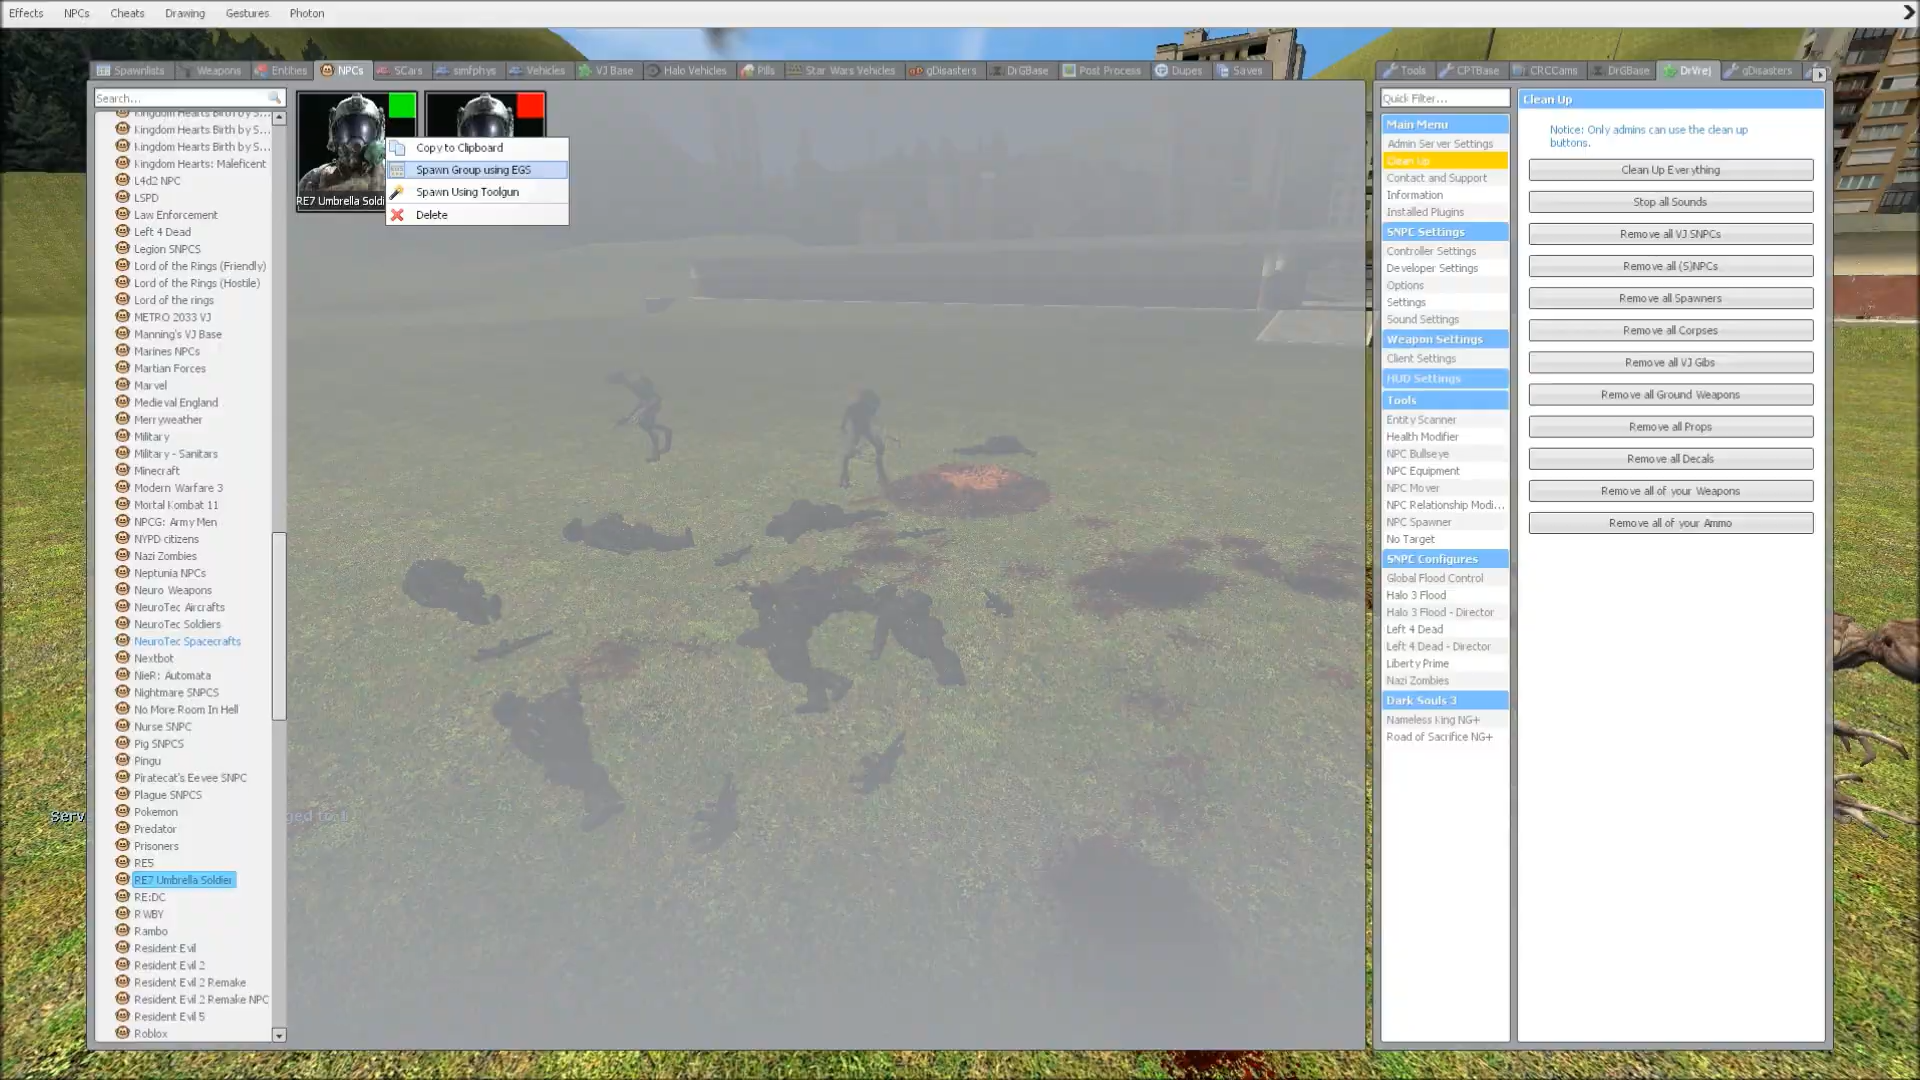 Effects NPCs Cheats Drawing Gestures Photon
Spawnlists Weapons Entities NPCs SCars simfphys Vehicles VJ Base Halo Vehicles Pills Star Wars Vehicles gDisasters DrGBase Post Process Dupes Saves
Search...
Kingdom Hearts Birth by S...
Kingdom Hearts Birth by S...
Kingdom Hearts Birth by S...
Kingdom Hearts: Maleficent
L4d2 NPC
LSPD
Law Enforcement
Left 4 Dead
Legion SNPCS
Lord of the Rings (Friendly)
Lord of the Rings (Hostile)
Lord of the rings
METRO 2033 VJ
Manning's VJ Base
Marines NPCs
Martian Forces
Marvel
Medieval England
Merryweather
Military
Military - Sanitars
Minecraft
Modern Warfare 3
Mortal Kombat 11
NPCG: Army Men
NYPD citizens
Nazi Zombies
Neptunia NPCs
Neuro Weapons
NeuroTec Aircrafts
NeuroTec Soldiers
NeuroTec Spacecrafts
Nextbot
NieR: Automata
Nightmare SNPCS
No More Room In Hell
Nurse SNPC
Pig SNPCS
Pingu
Piratecat's Eevee SNPC
Plague SNPCS
Pokemon
Predator
Prisoners
RE5
RE7 Umbrella Soldier
RE:DC
RWBY
Rambo
Resident Evil
Resident Evil 2
Resident Evil 2 Remake
Resident Evil 2 Remake NPC
Resident Evil 5
Roblox
Serv
ged to: 1
RE7 Umbrella Soldi
Copy to Clipboard
Spawn Group using EGS
Spawn Using Toolgun
Delete
Tools CPTBase CRCCams DrGBase DrVrej gDisasters
Quick Filter...
Main Menu
Admin Server Settings
Clean Up
Contact and Support
Information
Installed Plugins
SNPC Settings
Controller Settings
Developer Settings
Options
Settings
Sound Settings
Weapon Settings
Client Settings
HUD Settings
Tools
Entity Scanner
Health Modifier
NPC Bullseye
NPC Equipment
NPC Mover
NPC Relationship Modi...
NPC Spawner
No Target
SNPC Configures
Global Flood Control
Halo 3 Flood
Halo 3 Flood - Director
Left 4 Dead
Left 4 Dead - Director
Liberty Prime
Nazi Zombies
Dark Souls 3
Nameless King NG+
Road of Sacrifice NG+
Clean Up
Notice: Only admins can use the clean up
buttons.
Clean Up Everything
Stop all Sounds
Remove all VJ SNPCs
Remove all (S)NPCs
Remove all Spawners
Remove all Corpses
Remove all VJ Gibs
Remove all Ground Weapons
Remove all Props
Remove all Decals
Remove all of your Weapons
Remove all of your Ammo